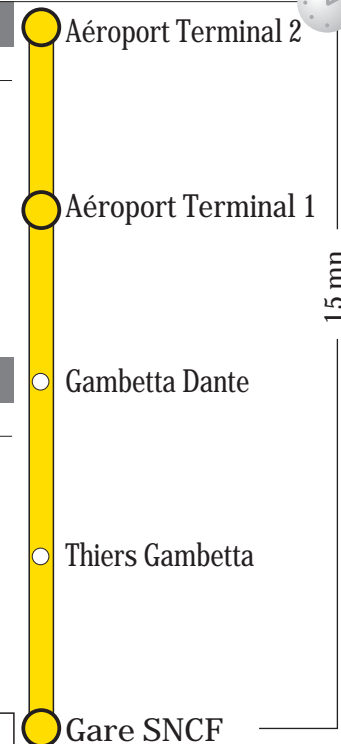 Aéroport Terminal 2
Aéroport Terminal 1
15 mn
Gambetta Dante
Thiers Gambetta
Gare SNCF